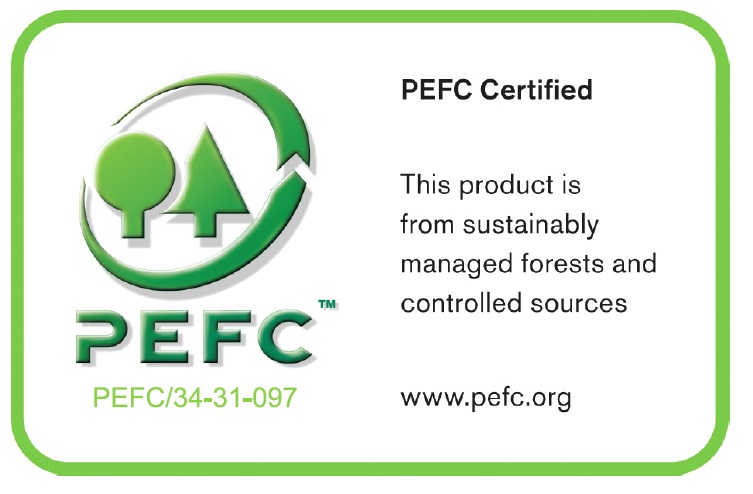 PEFC Certified
This product is
from sustainably
managed forests and
controlled sources
PEFC™
PEFC/34-31-097
www.pefc.org